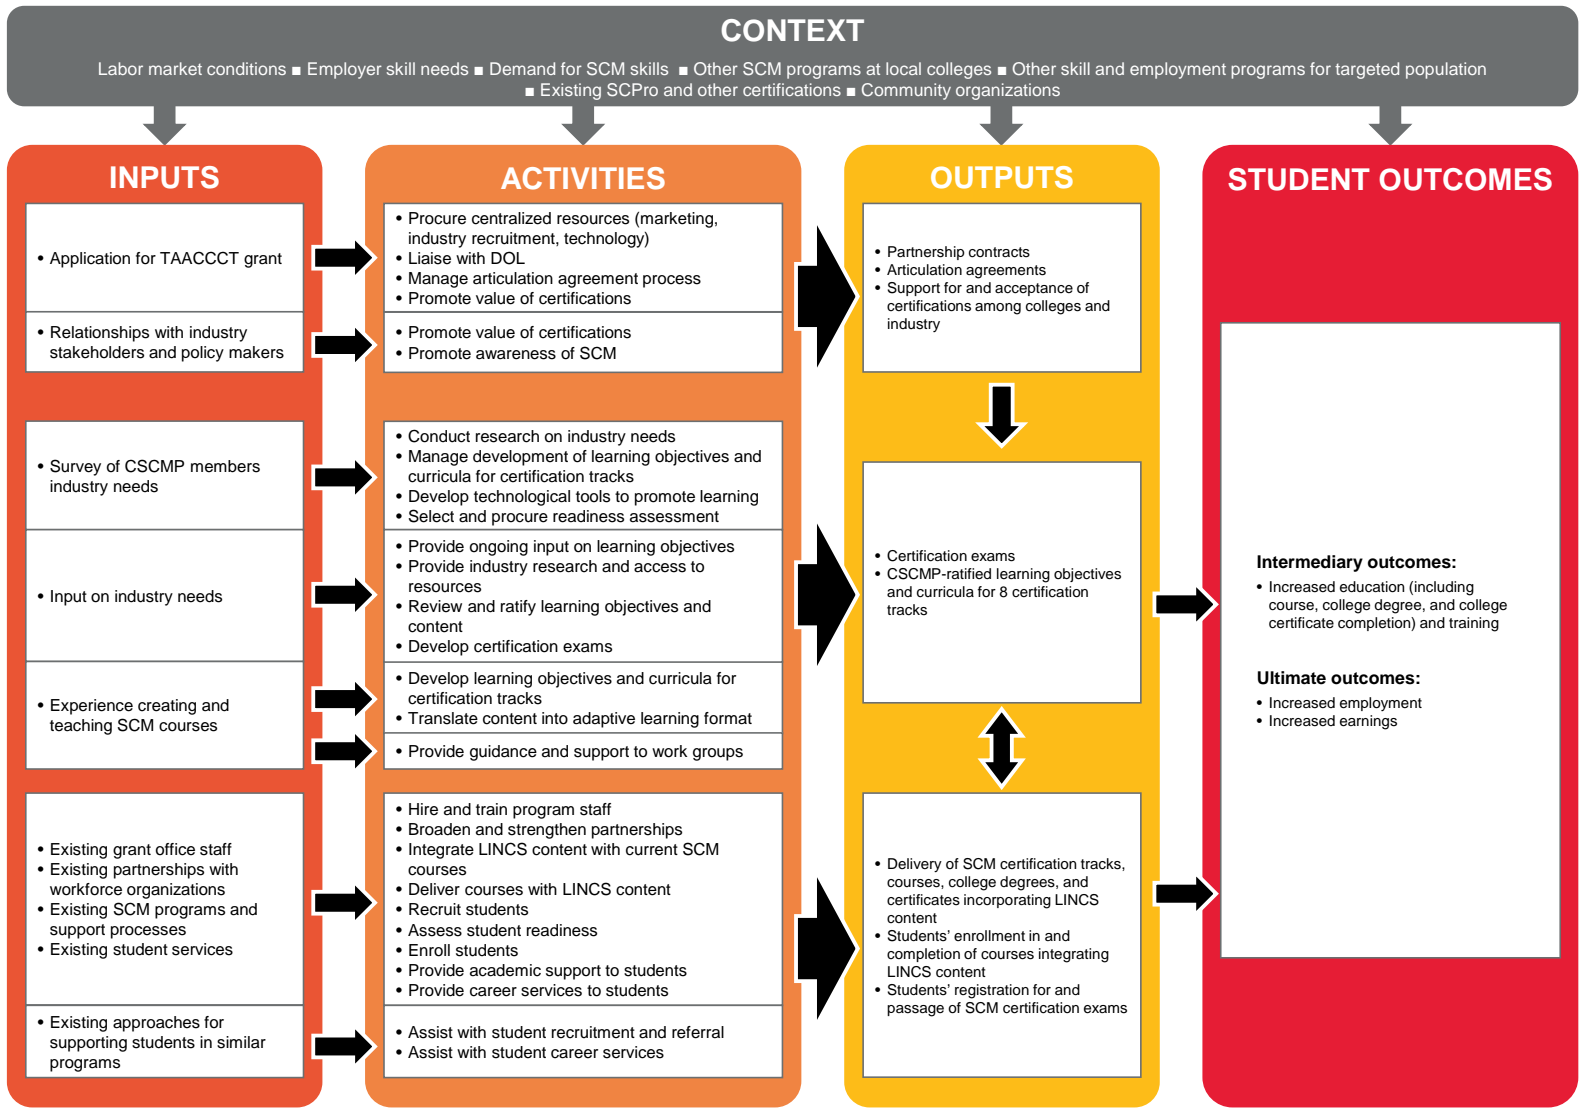 CONTEXT
Labor market conditions ■ Employer skill needs ■ Demand for SCM skills ■ Other SCM programs at local colleges ■ Other skill and employment programs for targeted population
■ Existing SCPro and other certifications ■ Community organizations
INPUTS
• Application for TAACCCT grant
• Relationships with industry
stakeholders and policy makers
• Survey of CSCMP members
industry needs
• Input on industry needs
• Experience creating and
teaching SCM courses
• Existing grant office staff
• Existing partnerships with
workforce organizations
• Existing SCM programs and
support processes
• Existing student services
• Existing approaches for
supporting students in similar
programs
ACTIVITIES
• Procure centralized resources (marketing,
industry recruitment, technology)
• Liaise with DOL
• Manage articulation agreement process
• Promote value of certifications
• Promote value of certifications
• Promote awareness of SCM
• Conduct research on industry needs
• Manage development of learning objectives and
curricula for certification tracks
• Develop technological tools to promote learning
• Select and procure readiness assessment
• Provide ongoing input on learning objectives
• Provide industry research and access to
resources
• Review and ratify learning objectives and
content
• Develop certification exams
• Develop learning objectives and curricula for
certification tracks
• Translate content into adaptive learning format
• Provide guidance and support to work groups
• Hire and train program staff
• Broaden and strengthen partnerships
• Integrate LINCS content with current SCM
courses
• Deliver courses with LINCS content
• Recruit students
• Assess student readiness
• Enroll students
• Provide academic support to students
• Provide career services to students
• Assist with student recruitment and referral
• Assist with student career services
OUTPUTS
• Partnership contracts
• Articulation agreements
• Support for and acceptance of
certifications among colleges and
industry
• Certification exams
• CSCMP-ratified learning objectives
and curricula for 8 certification
tracks
• Delivery of SCM certification tracks,
courses, college degrees, and
certificates incorporating LINCS
content
• Students’ enrollment in and
completion of courses integrating
LINCS content
• Students’ registration for and
passage of SCM certification exams
STUDENT OUTCOMES
Intermediary outcomes:
• Increased education (including
course, college degree, and college
certificate completion) and training
Ultimate outcomes:
• Increased employment
• Increased earnings